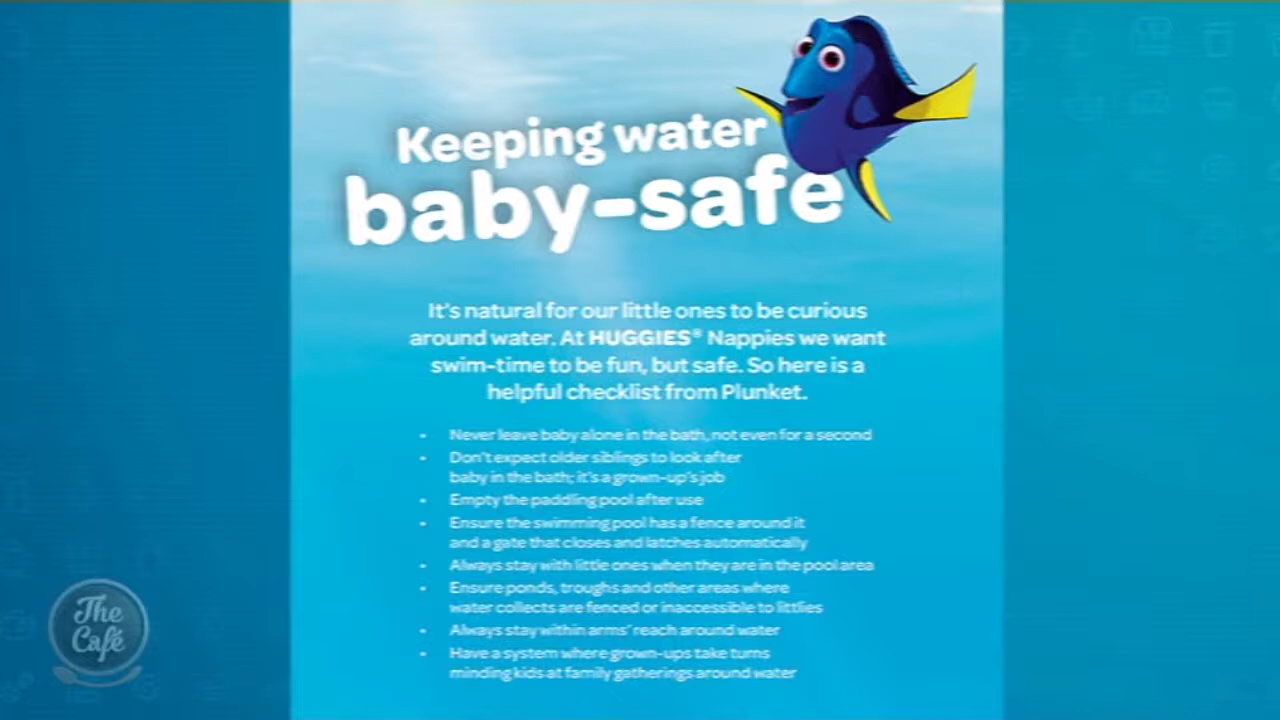 Keeping water
baby-safe
It's natural for our little ones to be curious
around water. At HUGGIES® Nappies we want
swim-time to be fun, but safe. So here is a
helpful checklist from Plunket.
• Never leave baby alone in the bath, not even for a second
• Don't expect older siblings to look after
baby in the bath; it's a grown-up's job
• Empty the paddling pool after use
• Ensure the swimming pool has a fence around it
and a gate that closes and latches automatically
• Always stay with little ones when they are in the pool area
• Ensure ponds, troughs and other areas where
water collects are fenced or inaccessible to littlies
• Always stay within arms' reach around water
• Have a system where grown-ups take turns
minding kids at family gatherings around water
The
Café